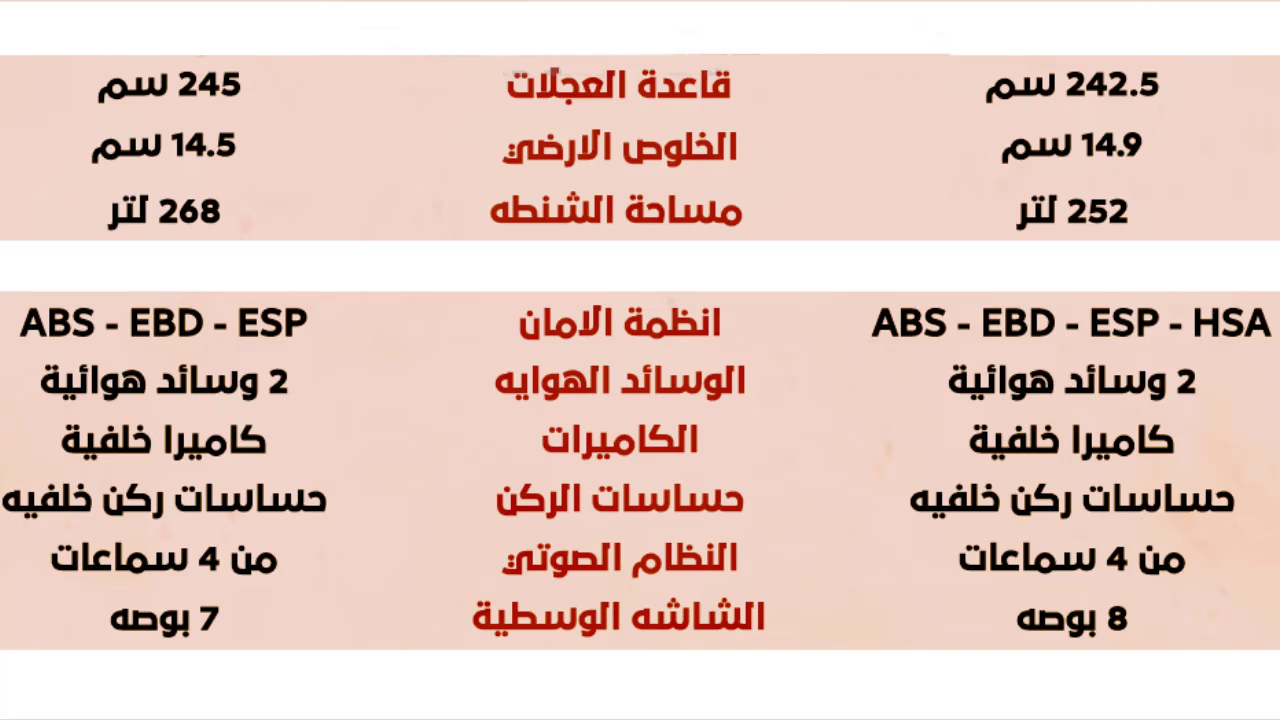 242.5 سم قاعدة العجلات 245 سم
14.9 سم الخلوص الارضي 14.5 سم
252 لتر مساحة الشنطه 268 لتر
ABS - EBD - ESP - HSA انظمة الامان ABS - EBD - ESP
2 وسائد هوائية الوسائد الهوايه 2 وسائد هوائية
كاميرا خلفية الكاميرات كاميرا خلفية
حساسات ركن خلفيه حساسات الركن حساسات ركن خلفيه
من 4 سماعات النظام الصوتي من 4 سماعات
8 بوصه الشاشه الوسطية 7 بوصه